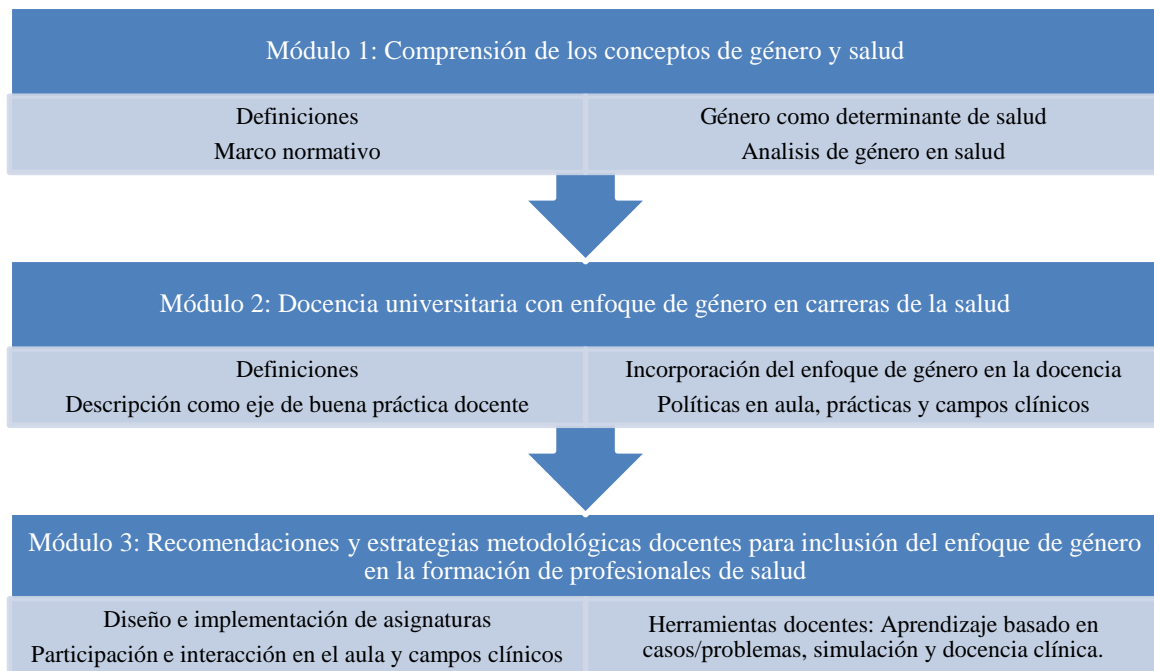 Módulo 1: Comprensión de los conceptos de género y salud
Definiciones
Marco normativo
Género como determinante de salud
Analisis de género en salud
Módulo 2: Docencia universitaria con enfoque de género en carreras de la salud
Definiciones
Descripción como eje de buena práctica docente
Incorporación del enfoque de género en la docencia
Políticas en aula, prácticas y campos clínicos
Módulo 3: Recomendaciones y estrategias metodológicas docentes para inclusión del enfoque de género
en la formación de profesionales de salud
Diseño e implementación de asignaturas
Participación e interacción en el aula y campos clínicos
Herramientas docentes: Aprendizaje basado en
casos/problemas, simulación y docencia clínica.